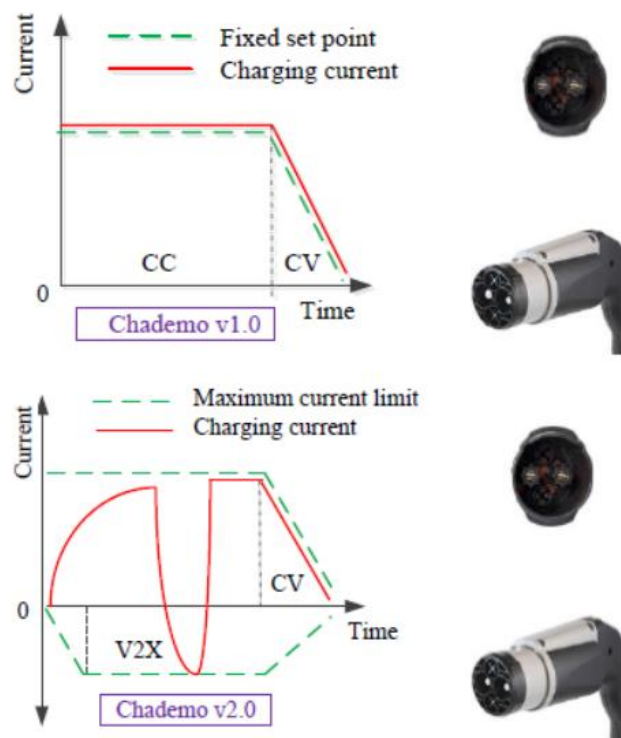 Current
Fixed set point
Charging current
CC
CV
0
Time
Chademo v1.0
Current
Maximum current limit
Charging current
0
CV
V2X
Time
Chademo v2.0